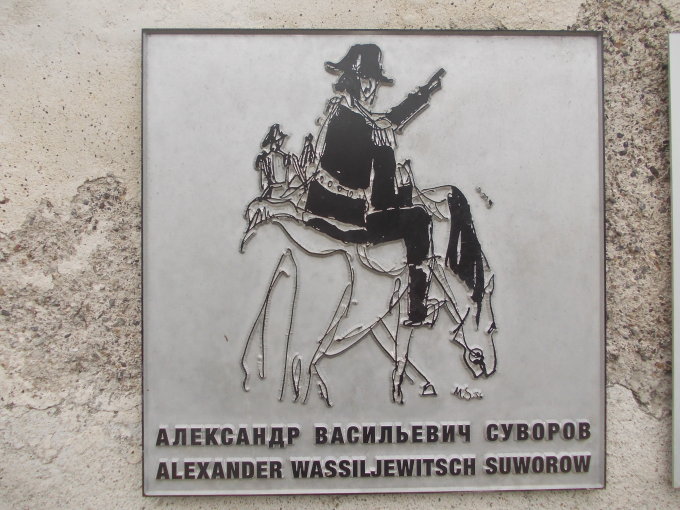 АЛЕКСАНДР ВАСИЛЬЕВИЧ СУВОРОВ
ALEXANDER WASSILJEWITSCH SUWOROW